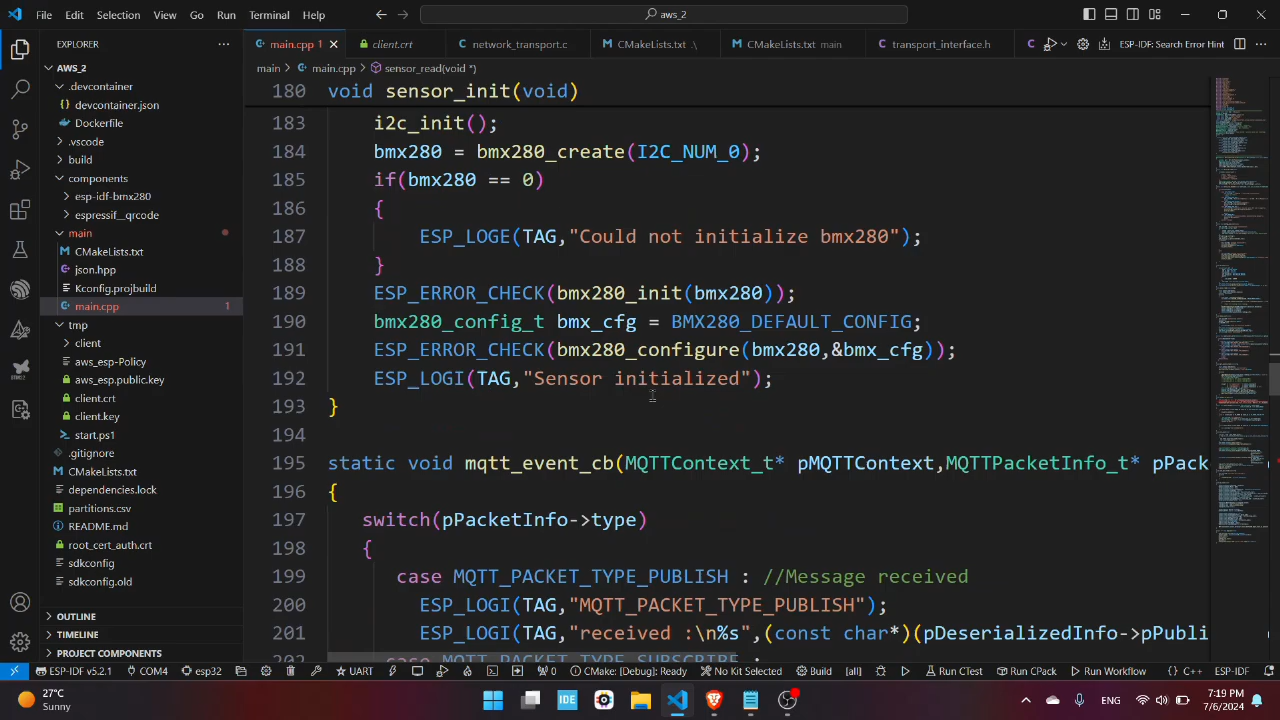 File Edit Selection View Go Run Terminal Help
aws_2
EXPLORER
main.cpp 1
client.crt
network_transport.c
CMakeLists.txt .\
CMakeLists.txt main
transport_interface.h
C
ESP-IDF: Search Error Hint
AWS_2
main > main.cpp > sensor_read(void *)
.devcontainer
devcontainer.json
Dockerfile
.vscode
build
components
esp-idf-bmx280
espressif__qrcode
main
CMakeLists.txt
json.hpp
Kconfig.projbuild
main.cpp 1
tmp
client
aws_esp-Policy
aws_esp.public.key
client.crt
client.key
start.ps1
.gitignore
CMakeLists.txt
dependencies.lock
partitions.csv
README.md
root_cert_auth.crt
sdkconfig
sdkconfig.old
OUTLINE
TIMELINE
PROJECT COMPONENTS
180 void sensor_init(void)
183 i2c_init();
184 bmx280 = bmx280_create(I2C_NUM_0);
185 if(bmx280 == 0)
186 {
187 ESP_LOGE(TAG,"Could not initialize bmx280");
188 }
189 ESP_ERROR_CHECK(bmx280_init(bmx280));
190 bmx280_config_t bmx_cfg = BMX280_DEFAULT_CONFIG;
191 ESP_ERROR_CHECK(bmx280_configure(bmx280,&bmx_cfg));
192 ESP_LOGI(TAG,"Sensor initialized");
193 }
194
195 static void mqtt_event_cb(MQTTContext_t* pMQTTContext,MQTTPacketInfo_t* pPack
196 {
197 switch(pPacketInfo->type)
198 {
199 case MQTT_PACKET_TYPE_PUBLISH : //Message received
200 ESP_LOGI(TAG,"MQTT_PACKET_TYPE_PUBLISH");
201 ESP_LOGI(TAG,"received :\n%s",(const char*)(pDeserializedInfo->pPubli
202 case MQTT_PACKET_TYPE_SUBSCRIBE :
ESP-IDF v5.2.1 COM4 esp32 UART 0 CMake: [Debug]: Ready No Kit Selected Build [all] Run CTest Run CPack Run Workflow {} C++ ESP-IDF
27°C
Sunny
IDE
ENG
7:19 PM
7/6/2024